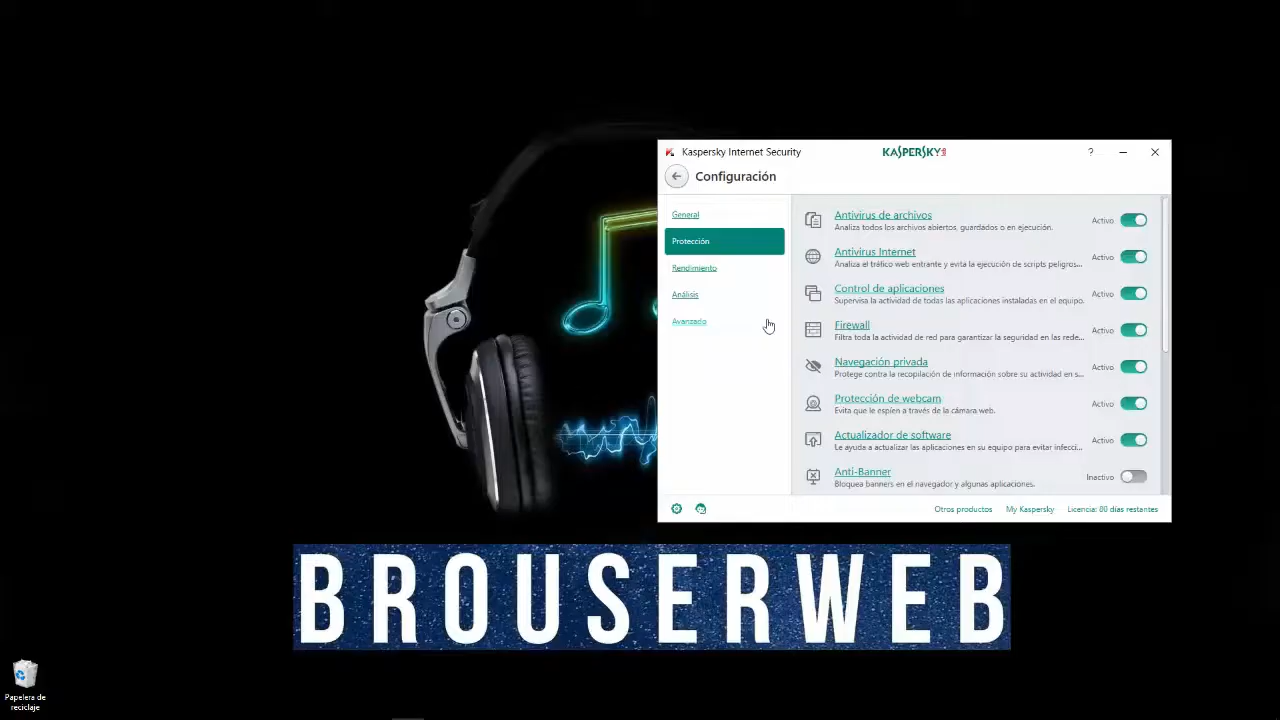 Kaspersky Internet Security
KASPERSKY
?
Configuración
General
Protección
Rendimiento
Análisis
Avanzado
Antivirus de archivos
Activo
Analiza todos los archivos abiertos, guardados o en ejecución.
Antivirus Internet
Activo
Analiza el tráfico web entrante y evita la ejecución de scripts peligros...
Control de aplicaciones
Activo
Supervisa la actividad de todas las aplicaciones instaladas en el equipo.
Firewall
Activo
Filtra toda la actividad de red para garantizar la seguridad en las rede...
Navegación privada
Activo
Protege contra la recopilación de información sobre su actividad en s...
Protección de webcam
Activo
Evita que le espíen a través de la cámara web.
Actualizador de software
Activo
Le ayuda a actualizar las aplicaciones en su equipo para evitar infecci...
Anti-Banner
Inactivo
Bloquea banners en el navegador y algunas aplicaciones.
Otros productos
My Kaspersky
Licencia: días restantes
BROUSERWEB
Papelera de
reciclaje